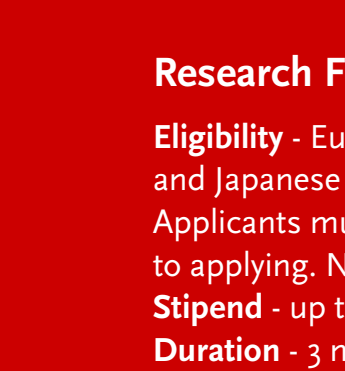 Research F
Eligibility - Eu
and Japanese
Applicants mu
to applying. N
Stipend - up t
Duration - 3 n